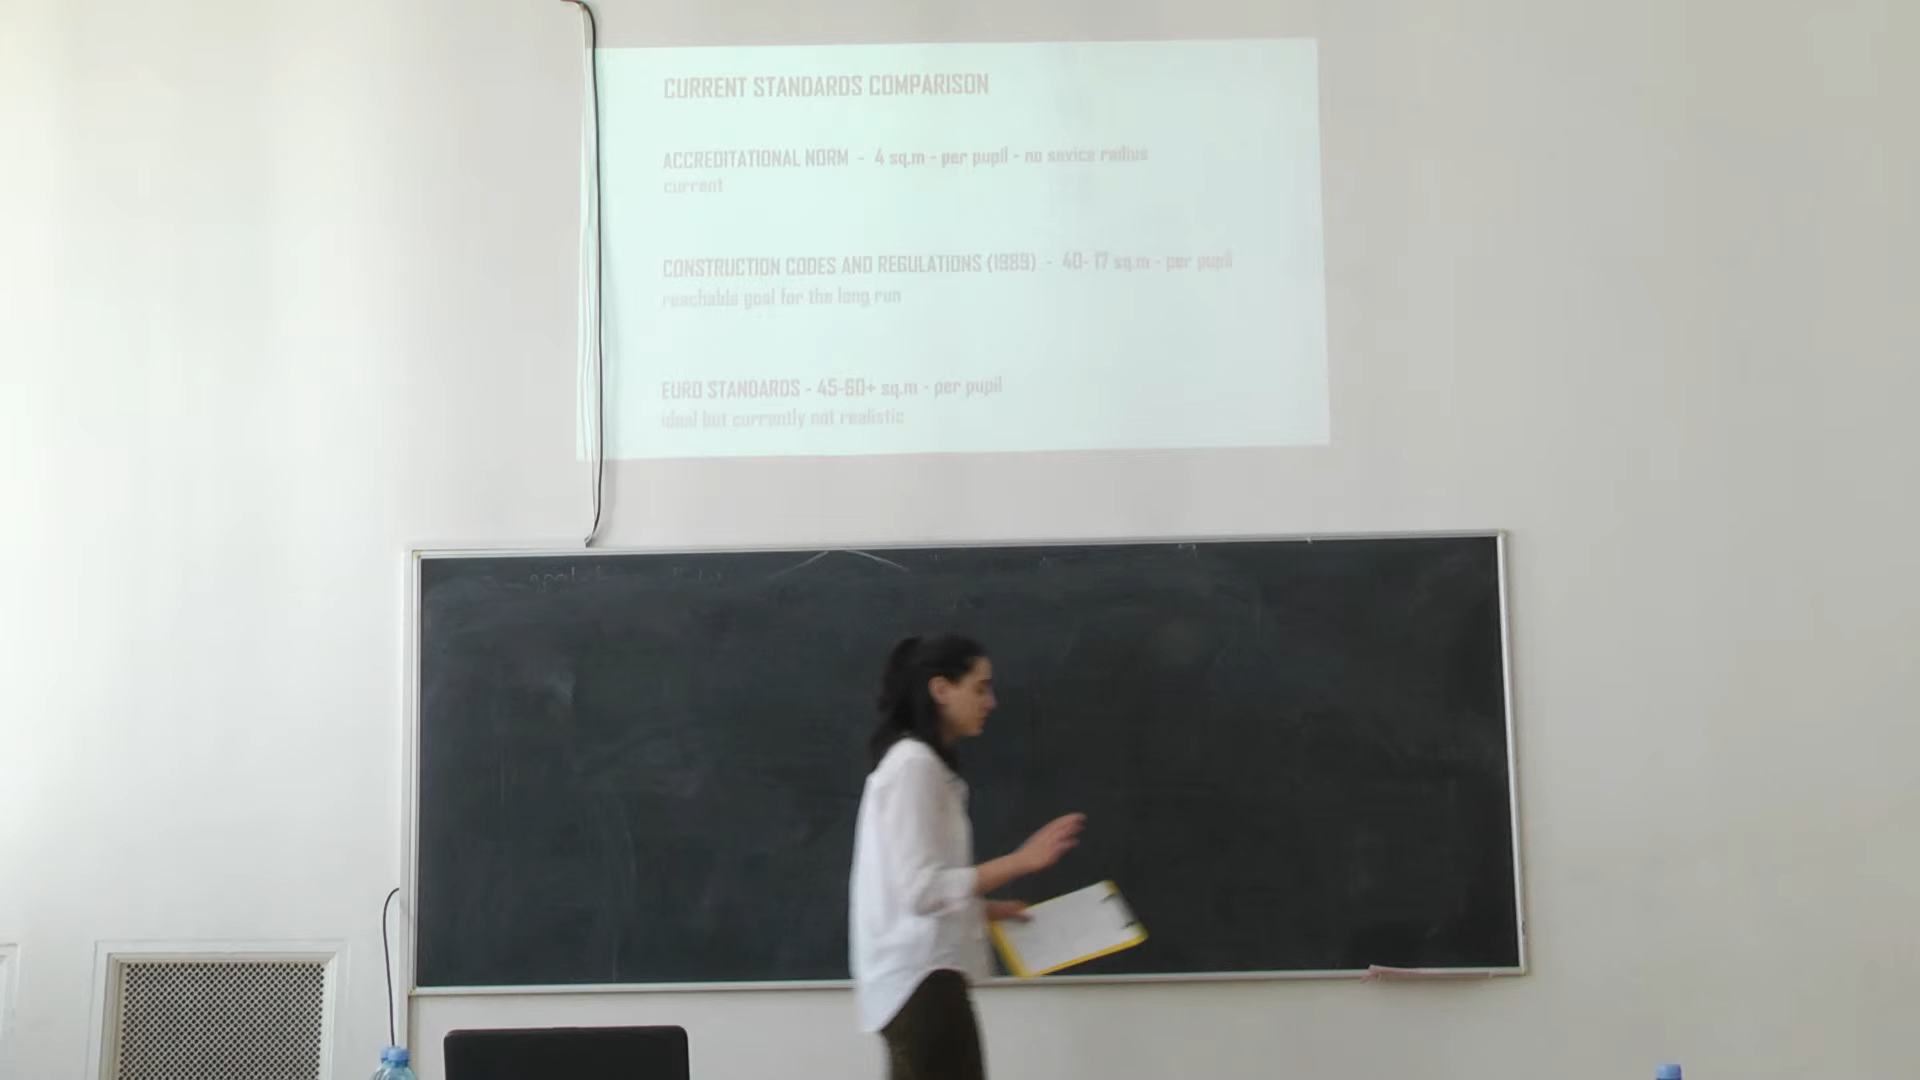 CURRENT STANDARDS COMPARISON
ACCREDITATIONAL NORM - 4 sq.m - per pupil - no sevice radius
current
CONSTRUCTION CODES AND REGULATIONS (1989) - 40-17 sq.m - per pupil
reachable goal for the long run
EURO STANDARDS - 45-60+ sq.m - per pupil
ideal but currently not realistic